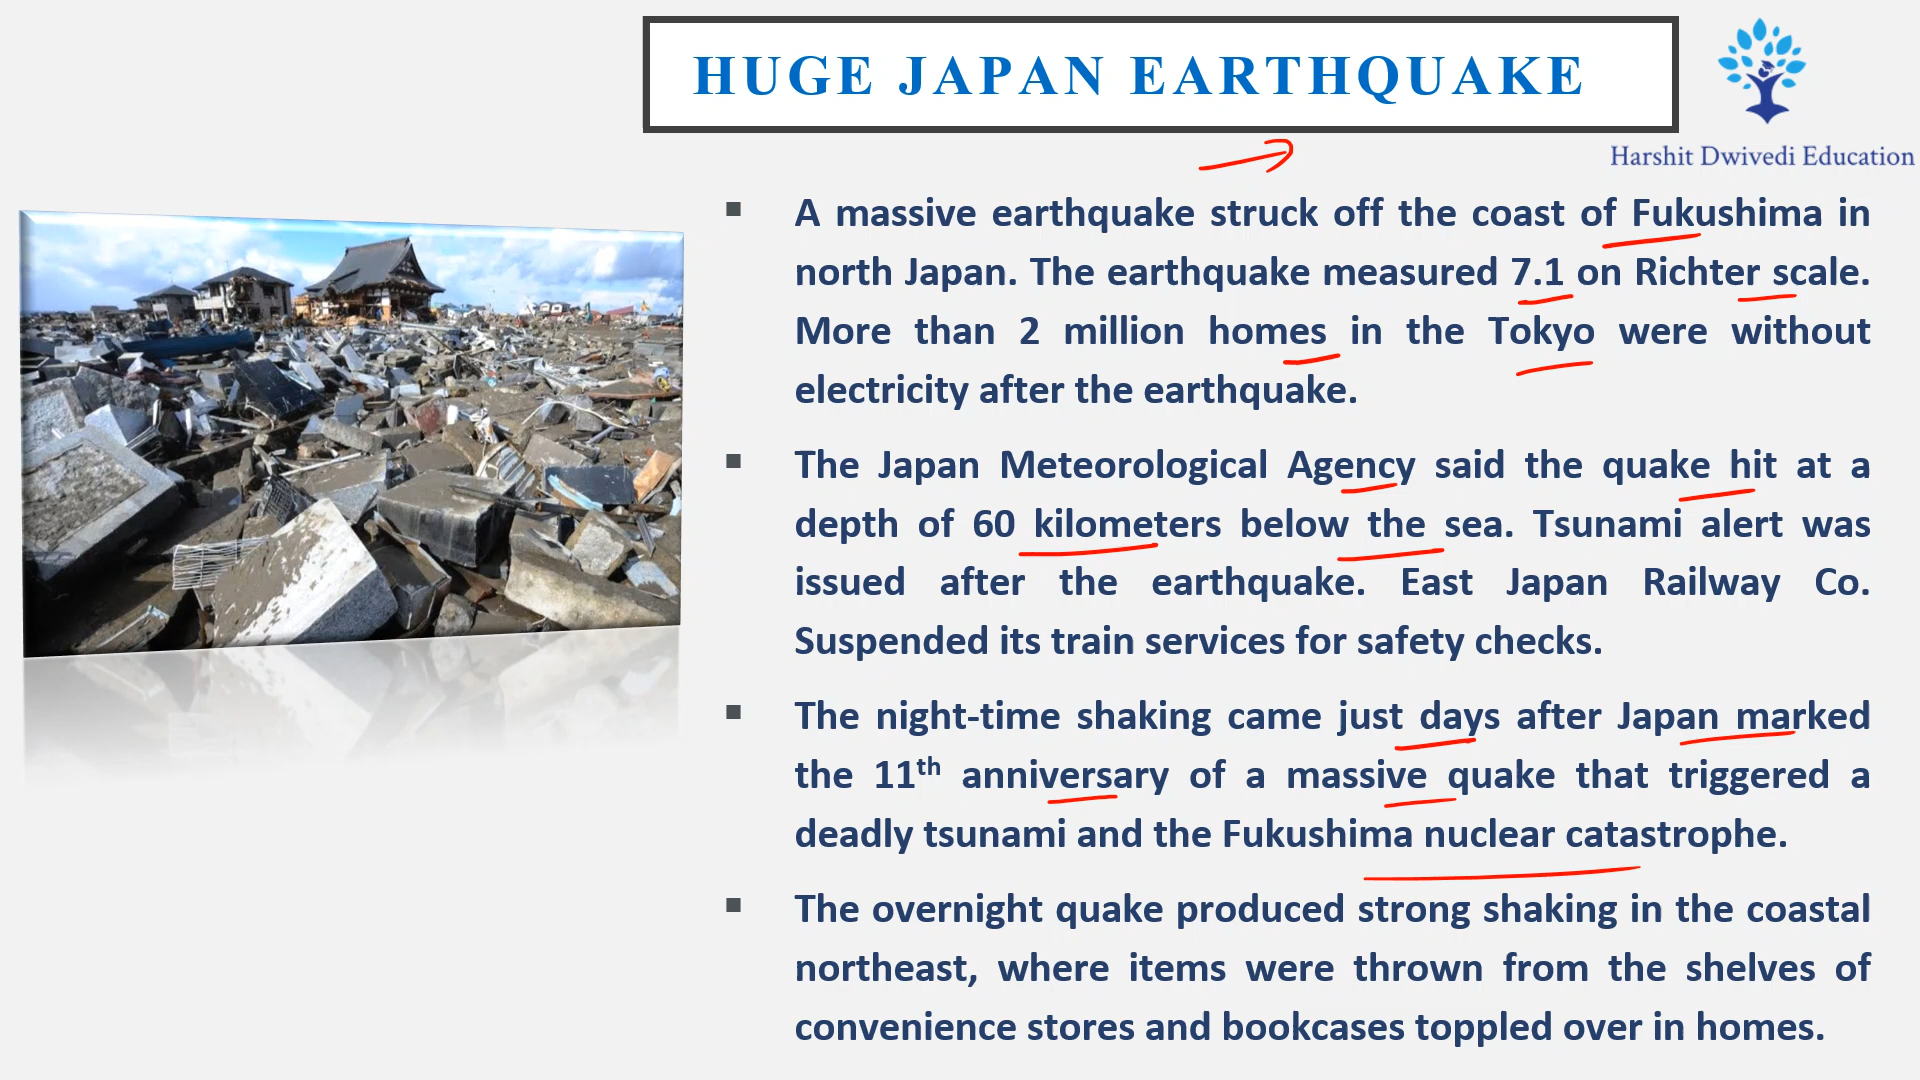 HUGE JAPAN EARTHQUAKE
Harshit Dwivedi Education
▪ A massive earthquake struck off the coast of Fukushima in
north Japan. The earthquake measured 7.1 on Richter scale.
More than 2 million homes in the Tokyo were without
electricity after the earthquake.
▪ The Japan Meteorological Agency said the quake hit at a
depth of 60 kilometers below the sea. Tsunami alert was
issued after the earthquake. East Japan Railway Co.
Suspended its train services for safety checks.
▪ The night-time shaking came just days after Japan marked
the 11th anniversary of a massive quake that triggered a
deadly tsunami and the Fukushima nuclear catastrophe.
▪ The overnight quake produced strong shaking in the coastal
northeast, where items were thrown from the shelves of
convenience stores and bookcases toppled over in homes.